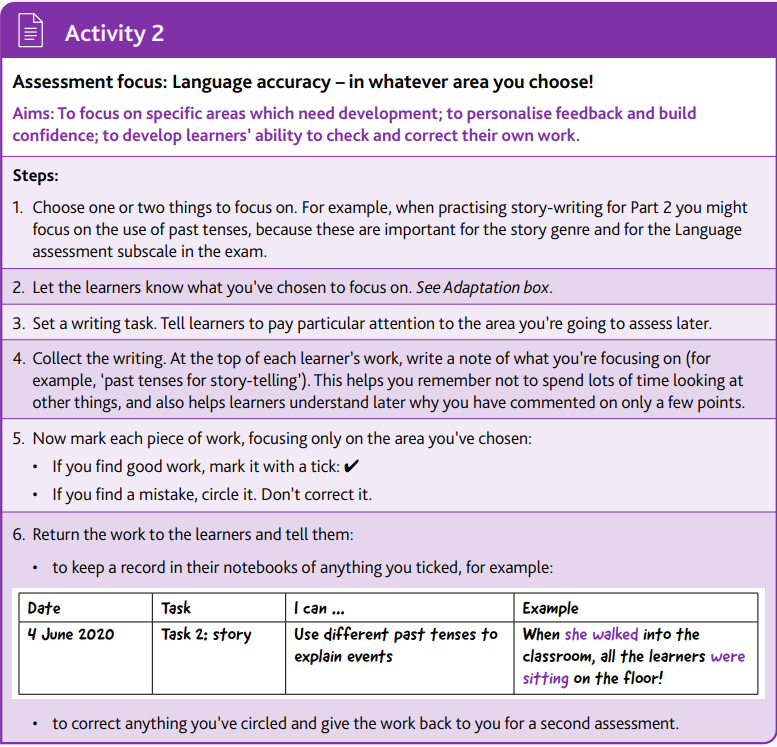 Activity 2
Assessment focus: Language accuracy – in whatever area you choose!
Aims: To focus on specific areas which need development; to personalise feedback and build
confidence; to develop learners' ability to check and correct their own work.
Steps:
1. Choose one or two things to focus on. For example, when practising story-writing for Part 2 you might
focus on the use of past tenses, because these are important for the story genre and for the Language
assessment subscale in the exam.
2. Let the learners know what you've chosen to focus on. See Adaptation box.
3. Set a writing task. Tell learners to pay particular attention to the area you're going to assess later.
4. Collect the writing. At the top of each learner's work, write a note of what you're focusing on (for
example, 'past tenses for story-telling'). This helps you remember not to spend lots of time looking at
other things, and also helps learners understand later why you have commented on only a few points.
5. Now mark each piece of work, focusing only on the area you've chosen:
• If you find good work, mark it with a tick: ✔
• If you find a mistake, circle it. Don't correct it.
6. Return the work to the learners and tell them:
• to keep a record in their notebooks of anything you ticked, for example:
Date Task I can ... Example
4 June 2020 Task 2: story Use different past tenses to When she walked into the
explain events classroom, all the learners were
sitting on the floor!
• to correct anything you've circled and give the work back to you for a second assessment.